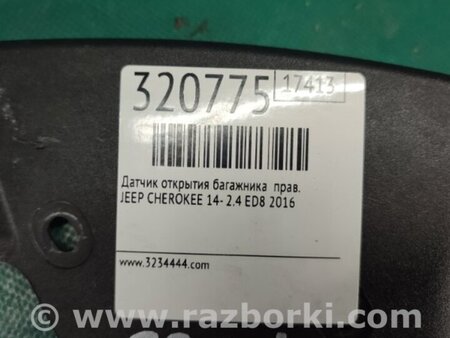 320775 17413
Датчик открытия багажника прав.
JEEP CHEROKEE 14- 2.4 ED8 2016
www.3234444.com
www.razborki.com